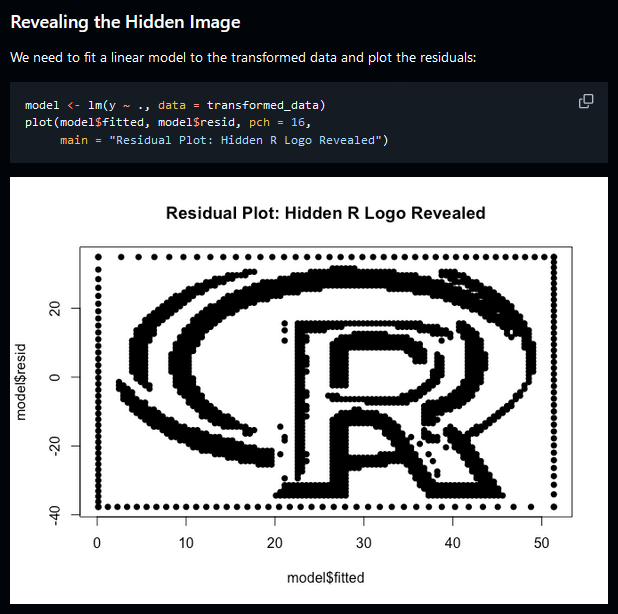 Revealing the Hidden Image
We need to fit a linear model to the transformed data and plot the residuals:
model <- lm(y ~ ., data = transformed_data)
plot(model$fitted, model$resid, pch = 16,
     main = "Residual Plot: Hidden R Logo Revealed")
Residual Plot: Hidden R Logo Revealed
20
0
20
-40
model$resid
R
0 10 20 30 40 50
model$fitted